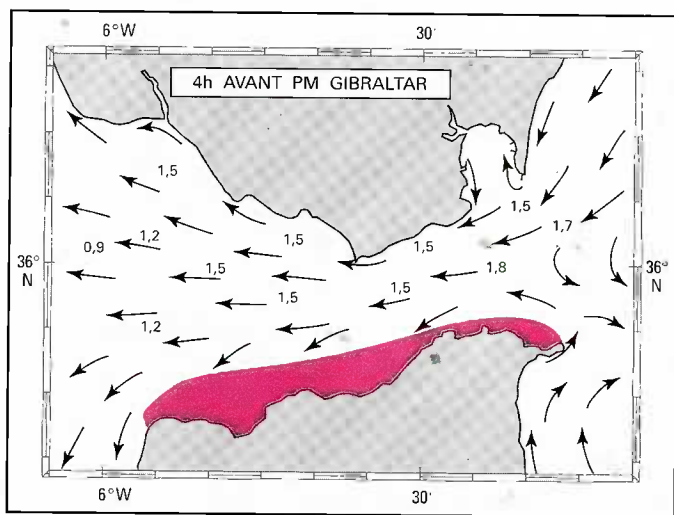 6°W 30'
4h AVANT PM GIBRALTAR
1,5
1,5 1,7
1,2 1,5 1,5
0,9
36° N
36° N
1,5 1,8
1,5 1,5
1,2
6°W 30'